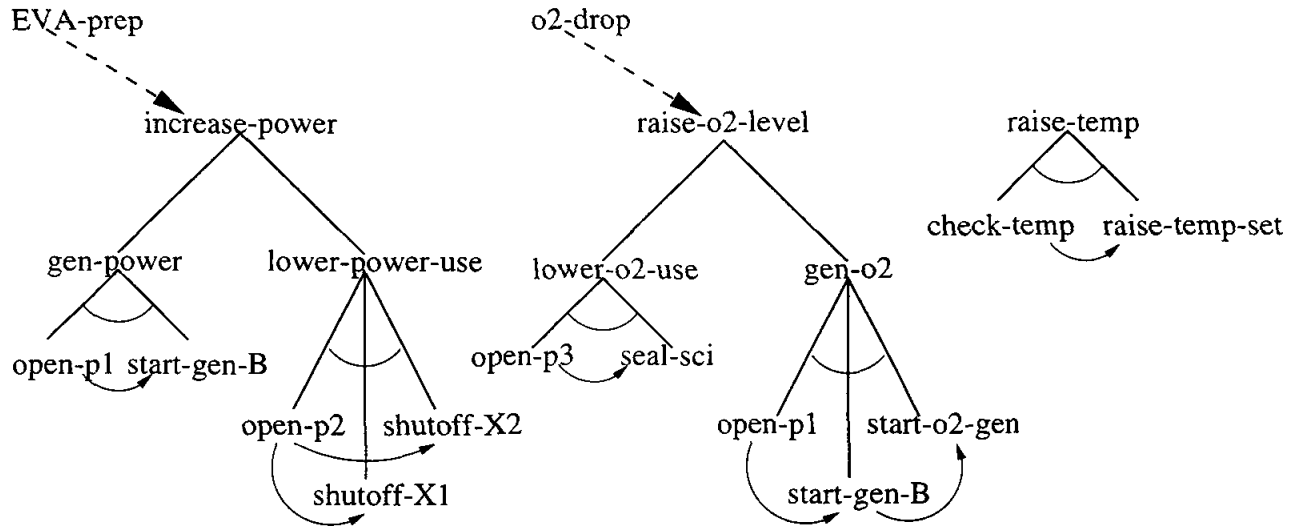 EVA-prep o2-drop
increase-power raise-o2-level raise-temp
check-temp raise-temp-set
gen-power lower-power-use lower-o2-use gen-o2
open-p1 start-gen-B open-p3 seal-sci
open-p2 shutoff-X2 open-p1 start-o2-gen
shutoff-X1 start-gen-B